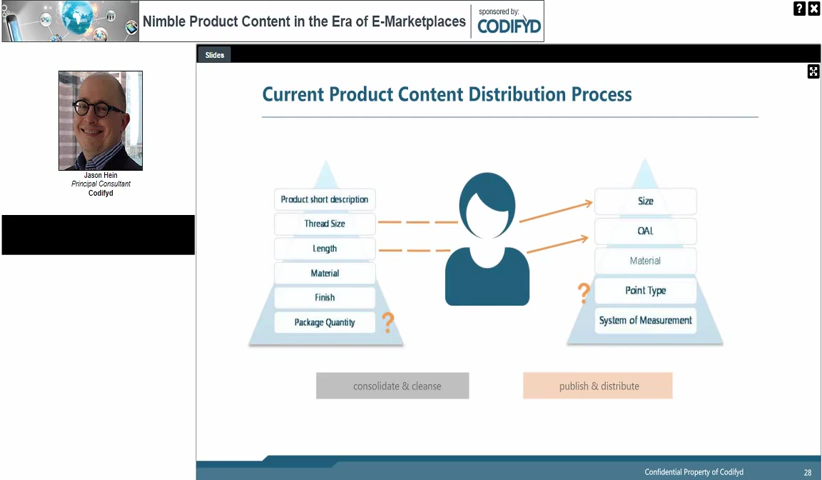 Nimble Product Content in the Era of E-Marketplaces
sponsored by:
CODIFYD
? X
Slides
Jason Hein
Principal Consultant
Codifyd
Current Product Content Distribution Process
Product short description
Thread Size
Length
Material
Finish
Package Quantity
?
Size
OAL
Material
Point Type
?
System of Measurement
consolidate & cleanse
publish & distribute
Confidential Property of Codifyd
28